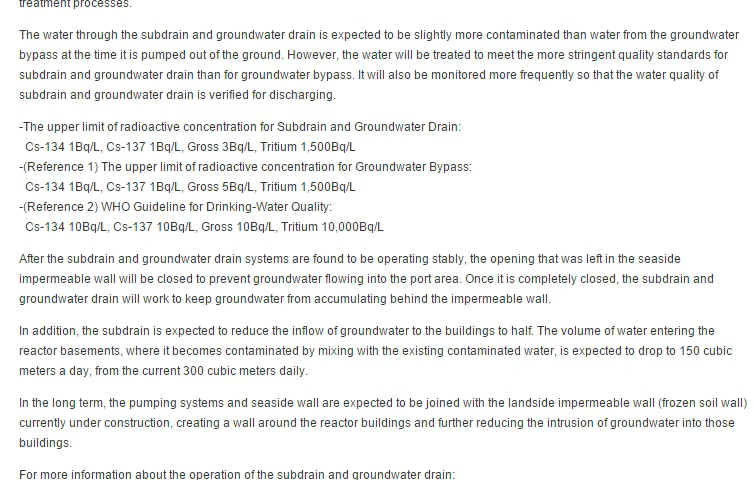 treatment processes.
The water through the subdrain and groundwater drain is expected to be slightly more contaminated than water from the groundwater
bypass at the time it is pumped out of the ground. However, the water will be treated to meet the more stringent quality standards for
subdrain and groundwater drain than for groundwater bypass. It will also be monitored more frequently so that the water quality of
subdrain and groundwater drain is verified for discharging.
-The upper limit of radioactive concentration for Subdrain and Groundwater Drain:
Cs-134 1Bq/L, Cs-137 1Bq/L, Gross 3Bq/L, Tritium 1,500Bq/L
-(Reference 1) The upper limit of radioactive concentration for Groundwater Bypass:
Cs-134 1Bq/L, Cs-137 1Bq/L, Gross 5Bq/L, Tritium 1,500Bq/L
-(Reference 2) WHO Guideline for Drinking-Water Quality:
Cs-134 10Bq/L, Cs-137 10Bq/L, Gross 10Bq/L, Tritium 10,000Bq/L
After the subdrain and groundwater drain systems are found to be operating stably, the opening that was left in the seaside
impermeable wall will be closed to prevent groundwater flowing into the port area. Once it is completely closed, the subdrain and
groundwater drain will work to keep groundwater from accumulating behind the impermeable wall.
In addition, the subdrain is expected to reduce the inflow of groundwater to the buildings to half. The volume of water entering the
reactor basements, where it becomes contaminated by mixing with the existing contaminated water, is expected to drop to 150 cubic
meters a day, from the current 300 cubic meters daily.
In the long term, the pumping systems and seaside wall are expected to be joined with the landside impermeable wall (frozen soil wall)
currently under construction, creating a wall around the reactor buildings and further reducing the intrusion of groundwater into those
buildings.
For more information about the operation of the subdrain and groundwater drain: